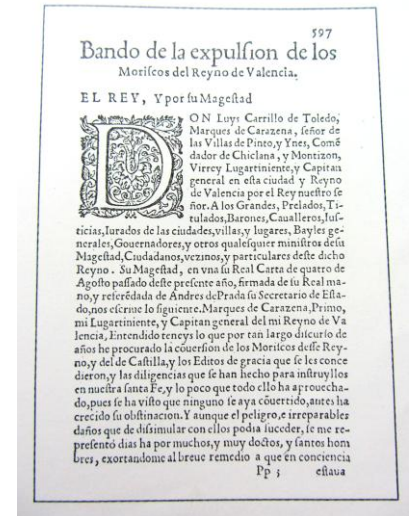 597
Bando de la expulſion de los
Moriſcos del Reyno de Valencia.
EL REY, Y por ſu Mageſtad
DON Luys Carrillo de Toledo,
Marques de Carazena, ſeñor de
las Villas de Pinto, y Ynes, Comẽ
dador de Chiclana, y Montizon,
Virrey Lugartiniente, y Capitan
general en eſta ciudad y Reyno
de Valencia por el Rey nueſtro ſe
ñor. A los Grandes, Prelados, Ti-
tulados, Barones, Caualleros, Iuſ-
ticias, Iurados de las ciudades, villas, y lugares, Bayles ge-
nerales, Gouernadores, y otros qualeſquier miniſtros de ſu
Mageſtad, Ciudadanos, vezinos, y particulares deſte dicho
Reyno. Su Mageſtad, en vna ſu Real Carta de quatro de
Agoſto paſſado deſte preſente año, firmada de ſu Real ma-
no, y referẽdada de Andres de Prada ſu Secretario de Eſta-
do, nos eſcriue lo ſiguiente. Marques de Carazena, Primo,
mi Lugartiniente, y Capitan general del mi Reyno de Va
lencia, Entendido teneys lo que por tan largo diſcurſo de
años he procurado la cõuerſion de los Moriſcos deſſe Rey-
no, y del de Caſtilla, y los Editos de gracia que ſe les conce
dieron, y las diligencias que ſe han hecho para inſtruyllos
en nueſtra ſanta Fe, y lo poco que todo ello ha aprouecha-
do, pues ſe ha viſto que ninguno ſe aya cõuertido, antes ha
crecido ſu obſtinacion. Y aunque el peligro, e irreparables
daños que de diſsimular con ellos podia ſuceder, ſe me re-
preſentó dias ha por muchos, y muy doctos, y ſantos hom
bres, exortandome al breue remedio a que en conciencia
Pp 3 eſtaua